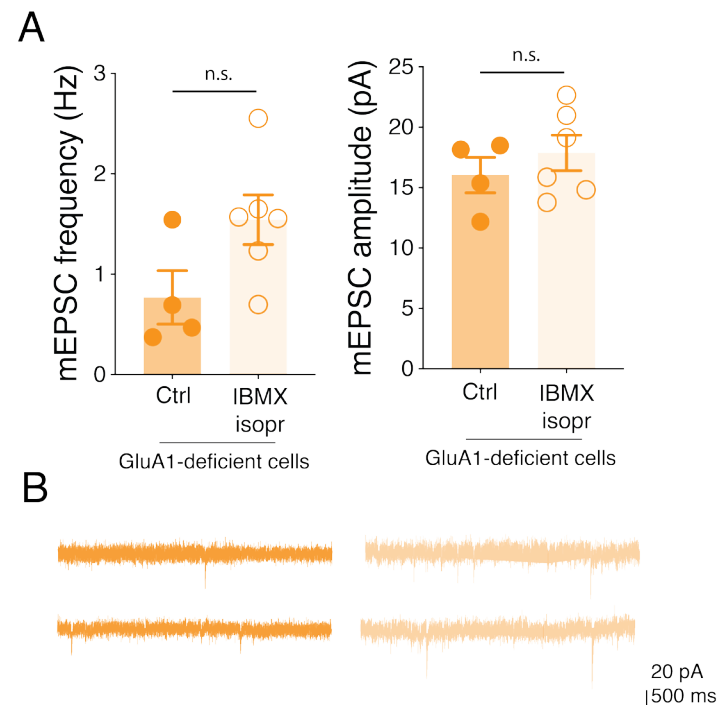 A
mEPSC frequency (Hz)
3
2
1
0
n.s.
Ctrl
IBMX
isopr
GluA1-deficient cells
mEPSC amplitude (pA)
25
20
15
10
5
0
n.s.
Ctrl
IBMX
isopr
GluA1-deficient cells
B
20 pA
500 ms